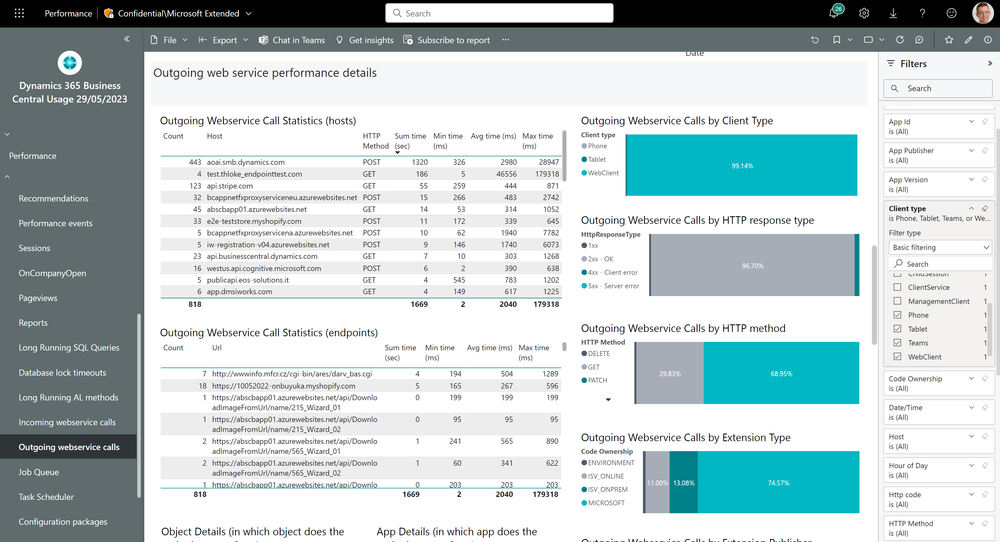 Performance
Confidential\Microsoft Extended
Search
26
File
Export
Chat in Teams
Get insights
Subscribe to report
Dynamics 365 Business
Central Usage 29/05/2023
Performance
Recommendations
Performance events
Sessions
OnCompanyOpen
Pageviews
Reports
Long Running SQL Queries
Database lock timeouts
Long Running AL methods
Incoming webservice calls
Outgoing webservice calls
Job Queue
Task Scheduler
Configuration packages
Date
Outgoing web service performance details
Outgoing Webservice Call Statistics (hosts)
Count Host HTTP Method Sum time (sec) Min time (ms) Avg time (ms) Max time (ms)
443 aoai.smb.dynamics.com POST 1320 326 2980 28947
4 test.thloke_endpointtest.com GET 186 5 46556 179318
123 api.stripe.com GET 55 259 444 871
32 bcappnetfxproxyserviceneu.azurewebsites.net POST 15 266 483 2742
45 abscbapp01.azurewebsites.net GET 14 53 314 1052
33 e2e-teststore.myshopify.com POST 11 172 339 645
5 bcappnetfxproxyservicena.azurewebsites.net POST 10 62 1940 7782
5 iw-registration-v04.azurewebsites.net POST 9 146 1740 6073
23 api.businesscentral.dynamics.com GET 7 10 303 1268
16 westus.api.cognitive.microsoft.com POST 6 2 390 638
5 publicapi.eos-solutions.it GET 4 545 783 1202
6 app.dmsiworks.com GET 4 149 617 1225
818 1669 2 2040 179318
Outgoing Webservice Call Statistics (endpoints)
Count Url Sum time (sec) Min time (ms) Avg time (ms) Max time (ms)
7 http://wwwinfo.mfcr.cz/cgi-bin/ares/darv_bas.cgi 4 194 504 1289
18 https://10052022-onbuyuka.myshopify.com 5 165 267 596
1 https://abscbapp01.azurewebsites.net/api/Downlo 0 199 199 199
adImageFromUrl/name/215_Wizard_01
1 https://abscbapp01.azurewebsites.net/api/Downlo 0 95 95 95
adImageFromUrl/name/215_Wizard_02
2 https://abscbapp01.azurewebsites.net/api/Downlo 1 241 565 890
adImageFromUrl/name/565_Wizard_01
2 https://abscbapp01.azurewebsites.net/api/Downlo 1 60 341 622
adImageFromUrl/name/565_Wizard_02
1 https://abscbapp01.azurewebsites.net/api/Downlo 0 203 203 203
818 1669 2 2040 179318
Object Details (in which object does the
App Details (in which app does the
Outgoing Webservice Calls by Client Type
Client type
Phone
Tablet
WebClient
99.14%
Outgoing Webservice Calls by HTTP response type
HttpResponseType
1xx
2xx - OK
4xx - Client error
5xx - Server error
96.70%
Outgoing Webservice Calls by HTTP method
HTTP Method
DELETE
GET
PATCH
29.83%
68.95%
Outgoing Webservice Calls by Extension Type
Code Ownership
ENVIRONMENT
ISV_ONLINE
ISV_ONPREM
MICROSOFT
11.00%
13.08%
74.57%
Outgoing Webservice Calls by Extension Publisher
Filters
Search
App Id
is (All)
App Publisher
is (All)
App Version
is (All)
Client type
is Phone, Tablet, Teams, or We...
Filter type
Basic filtering
Search
ChildSession 1
ClientService 1
ManagementClient 1
Phone 1
Tablet 1
Teams 1
WebClient 1
Code Ownership
is (All)
Date/Time
is (All)
Host
is (All)
Hour of Day
is (All)
Http code
is (All)
HTTP Method
is (All)